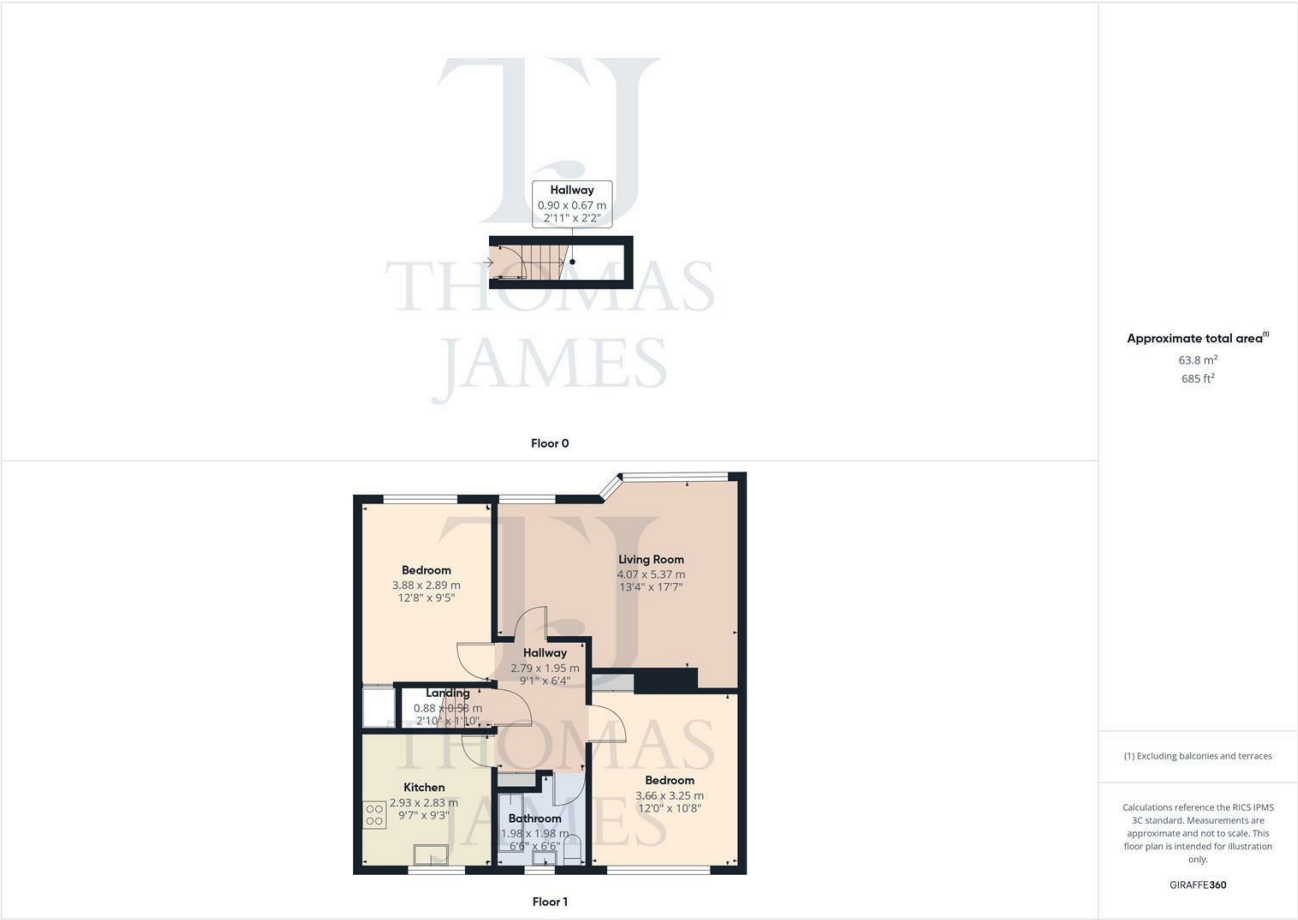 TJ
THOMAS
JAMES
Hallway
0.90 x 0.67 m
2'11" x 2'2"
Floor 0
Bedroom
3.88 x 2.89 m
12'8" x 9'5"
Living Room
4.07 x 5.37 m
13'4" x 17'7"
Hallway
2.79 x 1.95 m
9'1" x 6'4"
Landing
0.88 x 0.58 m
2'10" x 1'10"
Kitchen
2.93 x 2.83 m
9'7" x 9'3"
Bathroom
1.98 x 1.98 m
6'6" x 6'6"
Bedroom
3.66 x 3.25 m
12'0" x 10'8"
TJ
THOMAS
JAMES
Floor 1
Approximate total area(1)
63.8 m²
685 ft²
(1) Excluding balconies and terraces
Calculations reference the RICS IPMS
3C standard. Measurements are
approximate and not to scale. This
floor plan is intended for illustration
only.
GIRAFFE360